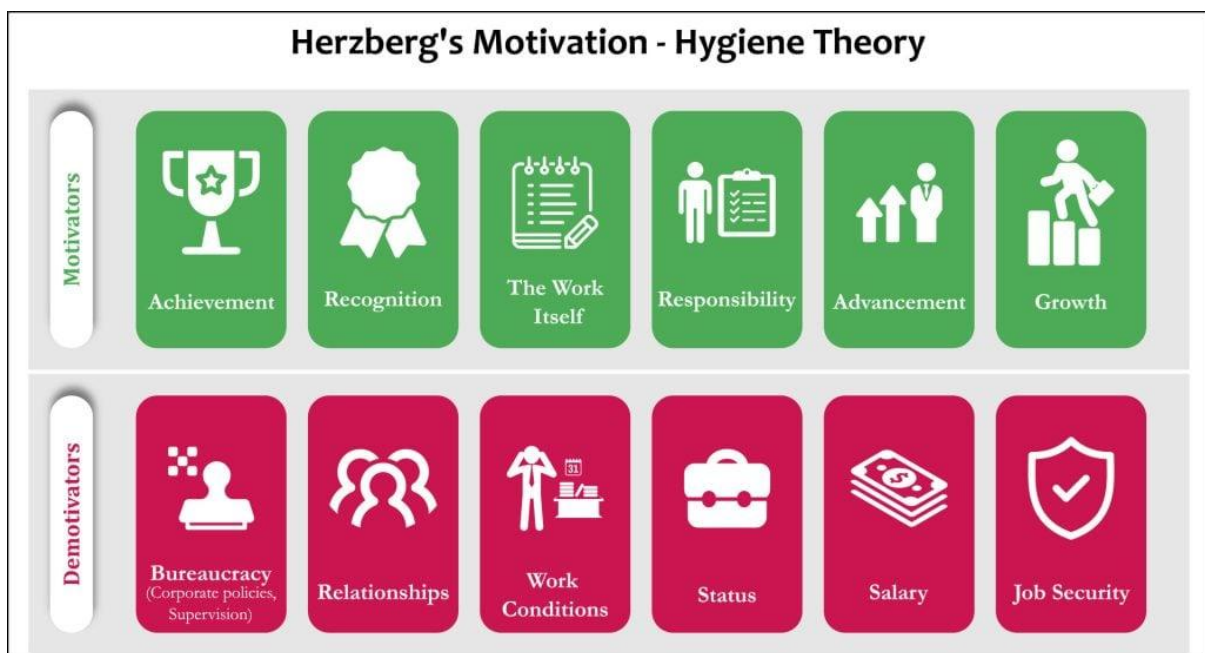 Herzberg's Motivation - Hygiene Theory
Motivators
Achievement
Recognition
The Work
Itself
Responsibility
Advancement
Growth
Demotivators
Bureaucracy
(Corporate policies,
Supervision)
Relationships
31
Work
Conditions
Status
$
Salary
Job Security